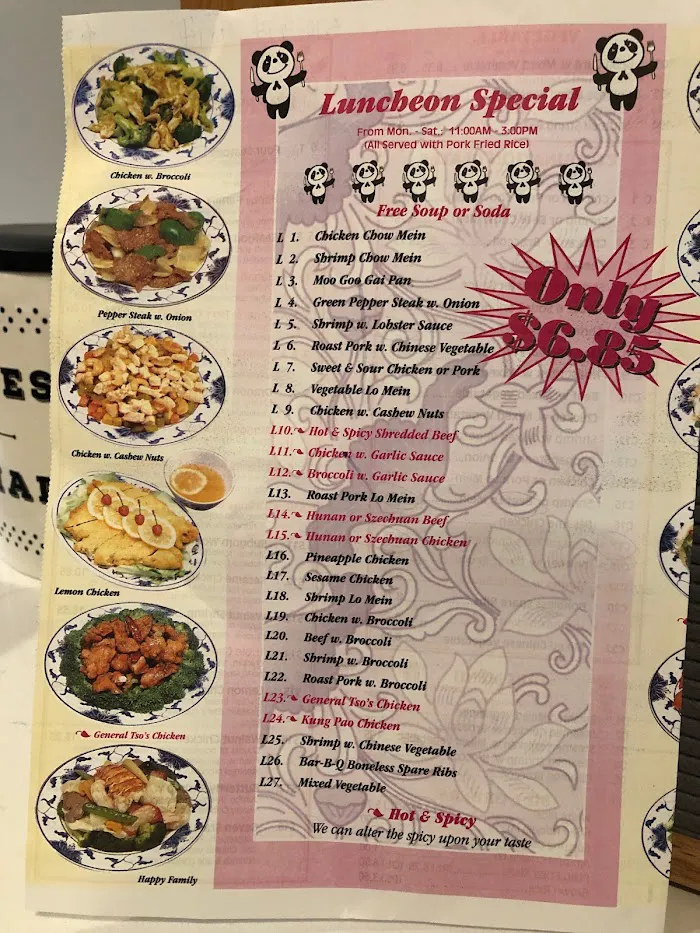 Luncheon Special
From Mon. - Sat.: 11:00AM - 3:00PM
(All Served with Pork Fried Rice)
Free Soup or Soda
L 1. Chicken Chow Mein
L 2. Shrimp Chow Mein
L 3. Moo Goo Gai Pan
L 4. Green Pepper Steak w. Onion
L 5. Shrimp w. Lobster Sauce
L 6. Roast Pork w. Chinese Vegetable
L 7. Sweet & Sour Chicken or Pork
L 8. Vegetable Lo Mein
L 9. Chicken w. Cashew Nuts
L10. Hot & Spicy Shredded Beef
L11. Chicken w. Garlic Sauce
L12. Broccoli w. Garlic Sauce
L13. Roast Pork Lo Mein
L14. Hunan or Szechuan Beef
L15. Hunan or Szechuan Chicken
L16. Pineapple Chicken
L17. Sesame Chicken
L18. Shrimp Lo Mein
L19. Chicken w. Broccoli
L20. Beef w. Broccoli
L21. Shrimp w. Broccoli
L22. Roast Pork w. Broccoli
L23. General Tso's Chicken
L24. Kung Pao Chicken
L25. Shrimp w. Chinese Vegetable
L26. Bar-B-Q Boneless Spare Ribs
L27. Mixed Vegetable
Hot & Spicy
We can alter the spicy upon your taste
Only
$6.85
Chicken w. Broccoli
Pepper Steak w. Onion
Chicken w. Cashew Nuts
Lemon Chicken
General Tso's Chicken
Happy Family